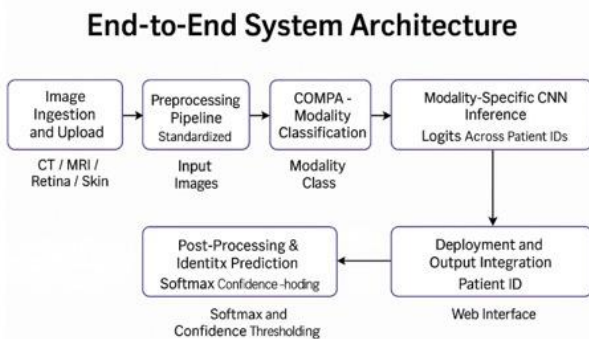 End-to-End System Architecture
Image
Ingestion
and Upload
CT / MRI /
Retina / Skin
Preprocessing
Pipeline
Standardized
Input
Images
COMPA -
Modality
Classification
Modality
Class
Modality-Specific CNN
Inference
Logits Across Patient IDs
Post-Processing &
Identitx Prediction
Softmax Confidence -hoding
Softmax and
Confidence Thresholding
Deployment and
Output Integration
Patient ID
Web Interface